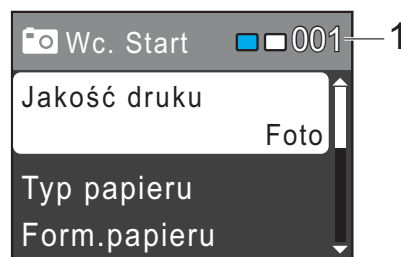 Wc. Start 001 1
Jakość druku
Foto
Typ papieru
Form.papieru